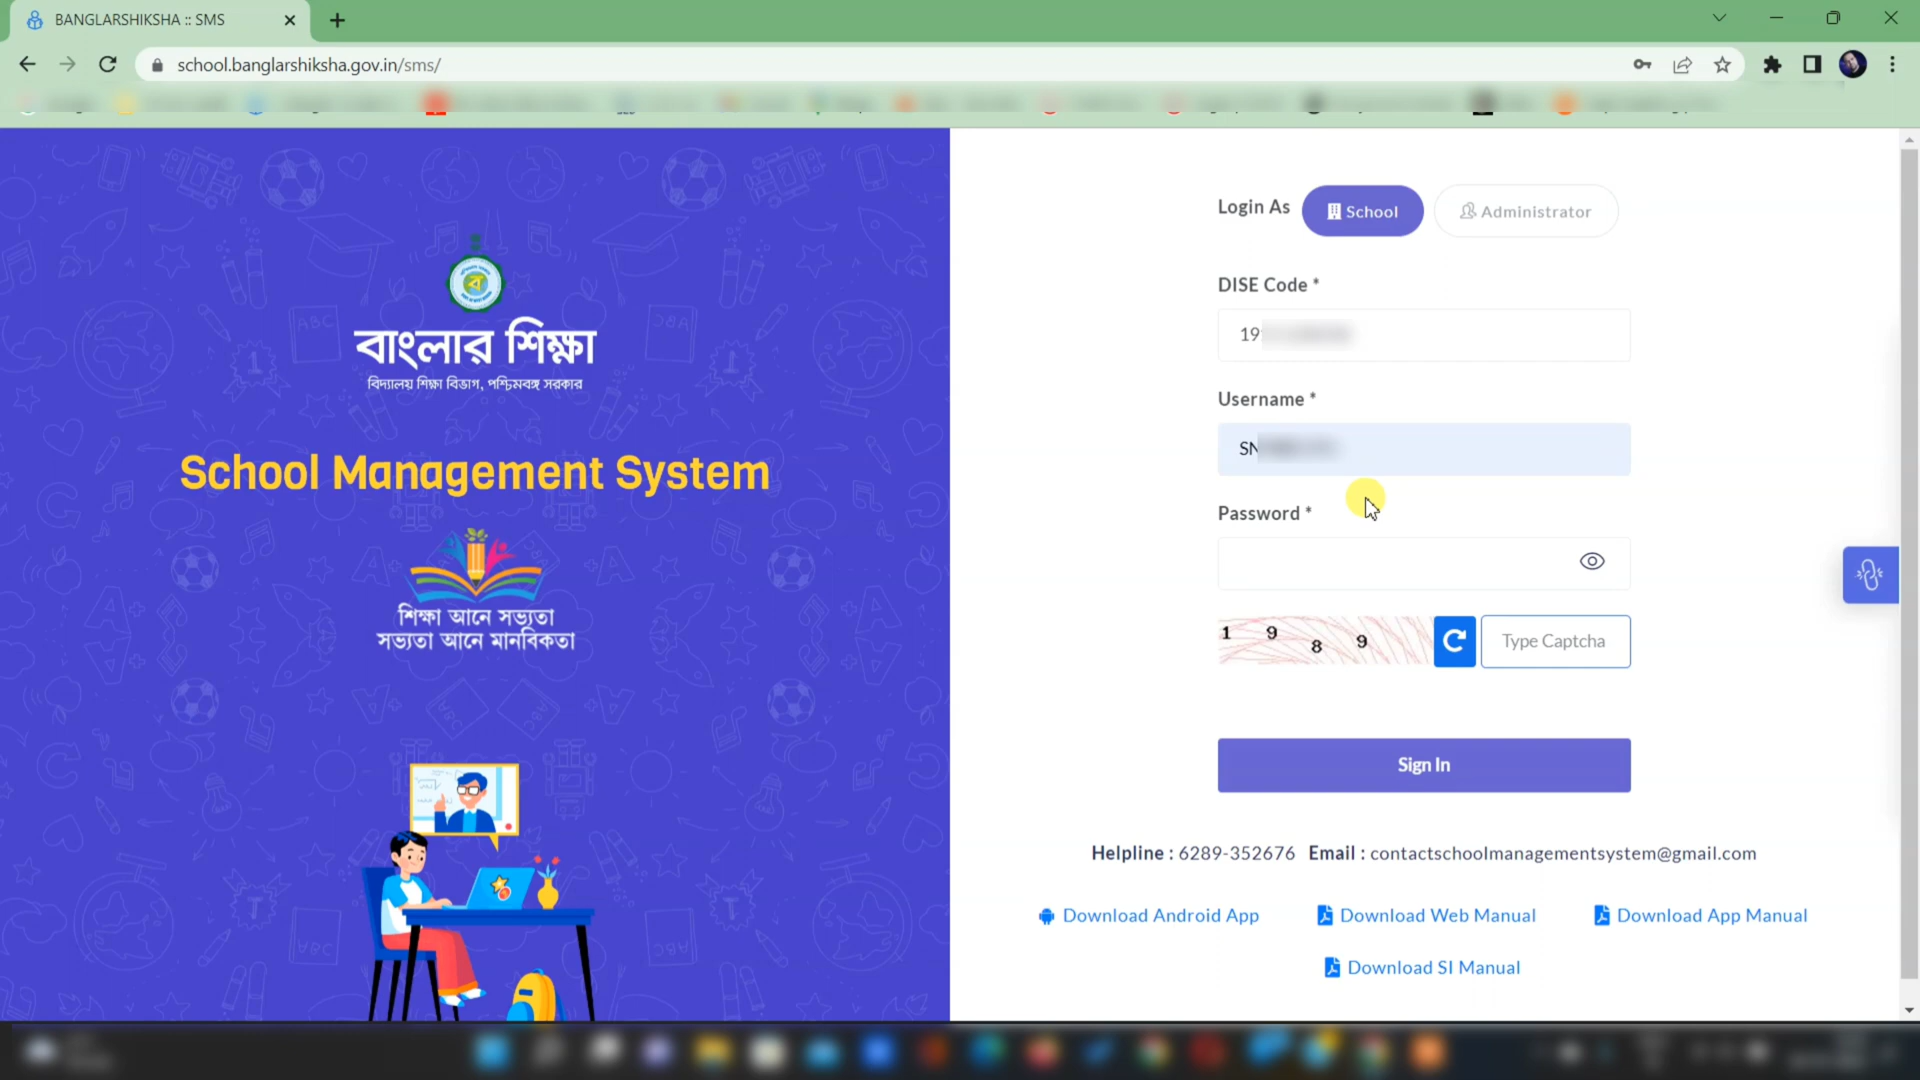 BANGLARSHIKSHA :: SMS
school.banglarshiksha.gov.in/sms/
বাংলার শিক্ষা
বিদ্যালয় শিক্ষা বিভাগ, পশ্চিমবঙ্গ সরকার
School Management System
শিক্ষা আনে সভ্যতা
সভ্যতা আনে মানবিকতা
Login As School Administrator
DISE Code *
19
Username *
SN
Password *
1 9 8 9 Type Captcha
Sign In
Helpline : 6289-352676 Email : contactschoolmanagementsystem@gmail.com
Download Android App Download Web Manual Download App Manual
Download SI Manual